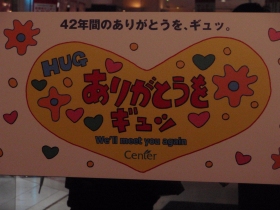 42年間のありがとうを、ギュッ。
HUG
ありがとうを
ギュッ
We'll meet you again
Center